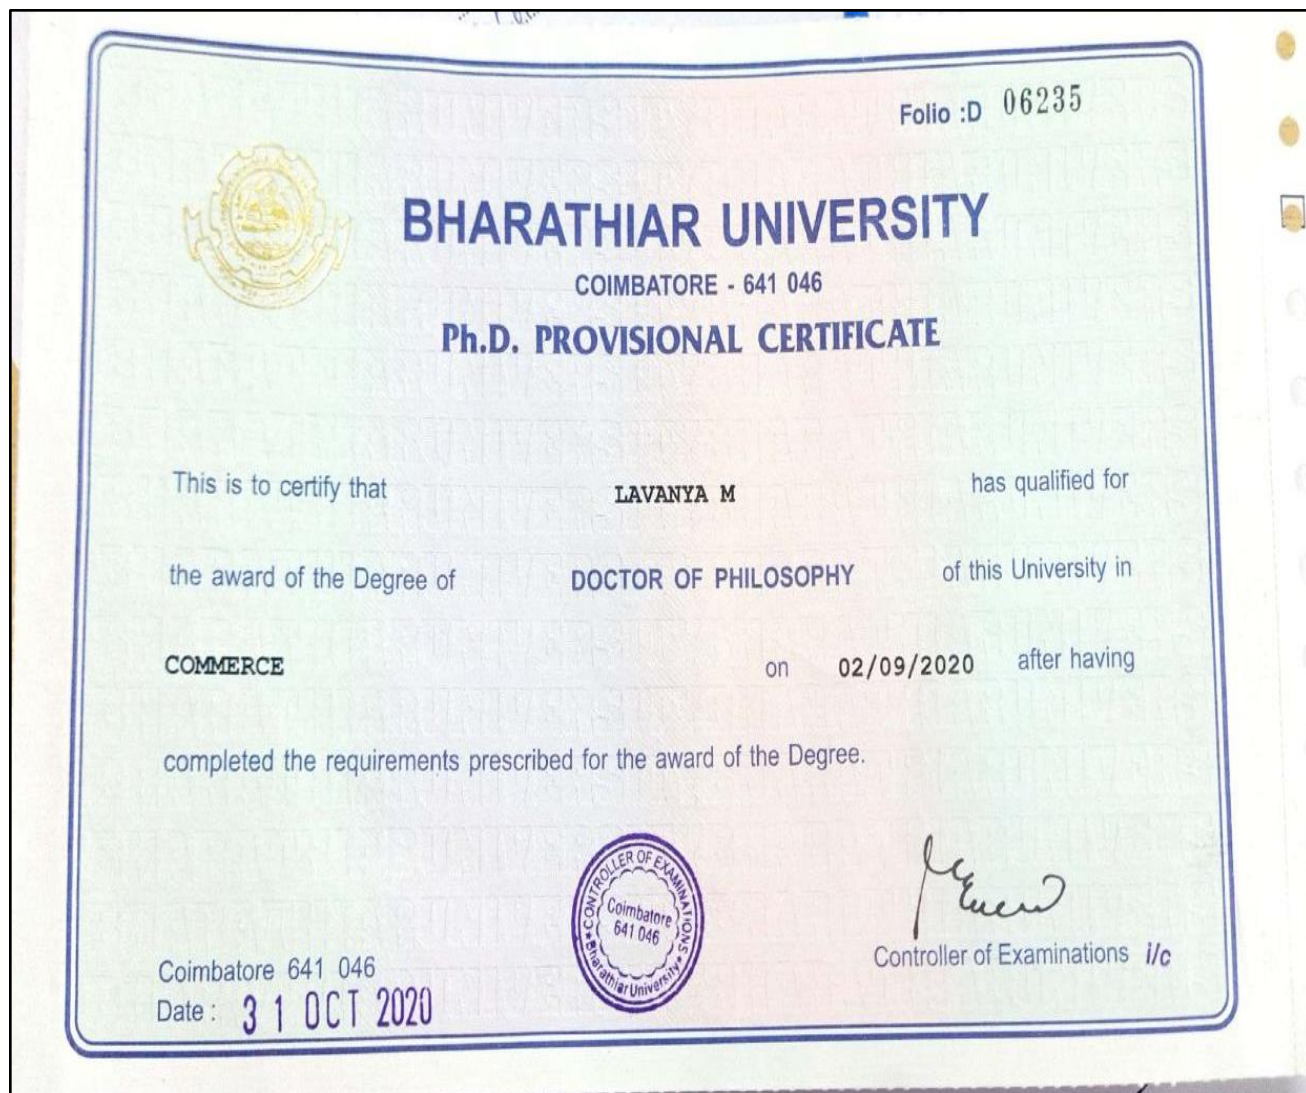 Folio :D 06235
BHARATHIAR UNIVERSITY
COIMBATORE - 641 046
Ph.D. PROVISIONAL CERTIFICATE
This is to certify that LAVANYA M has qualified for
the award of the Degree of DOCTOR OF PHILOSOPHY of this University in
COMMERCE on 02/09/2020 after having
completed the requirements prescribed for the award of the Degree.
CONTROLLER OF EXAMINATIONS
Coimbatore
641 046
Bharathiar University
Controller of Examinations i/c
Coimbatore 641 046
Date : 31 OCT 2020